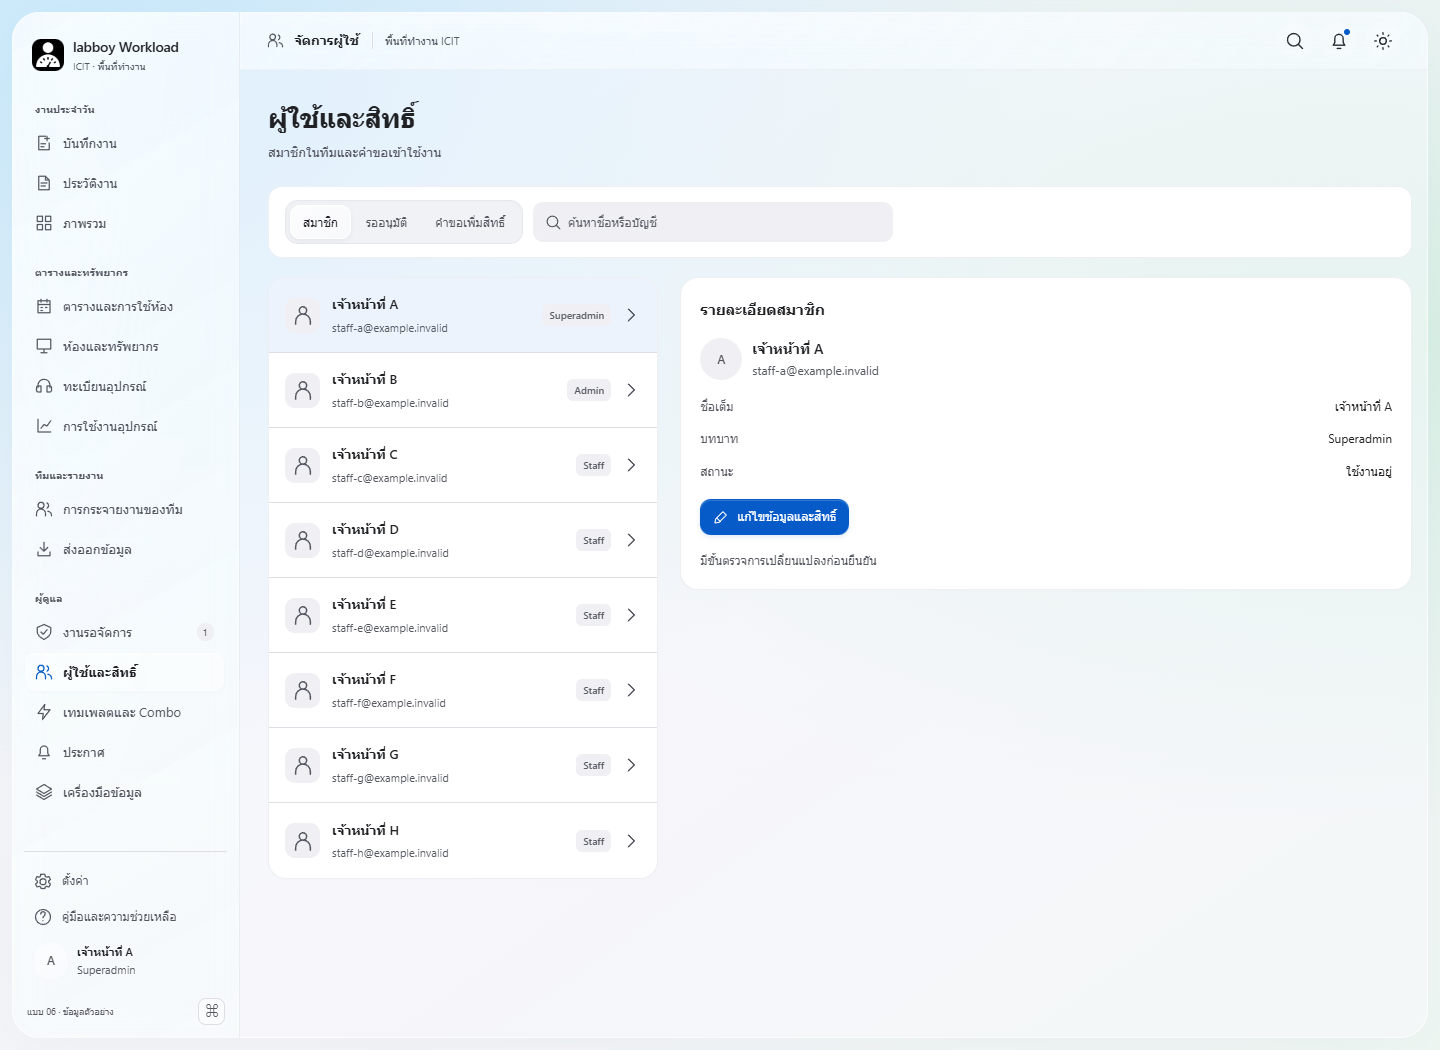 labboy Workload
ICIT · พื้นที่ทำงาน
งานประจำวัน
บันทึกงาน
ประวัติงาน
ภาพรวม
ตารางและทรัพยากร
ตารางและการใช้ห้อง
ห้องและทรัพยากร
ทะเบียนอุปกรณ์
การใช้งานอุปกรณ์
ทีมและรายงาน
การกระจายงานของทีม
ส่งออกข้อมูล
ผู้ดูแล
งานรอจัดการ 1
ผู้ใช้และสิทธิ์
เทมเพลตและ Combo
ประกาศ
เครื่องมือข้อมูล
ตั้งค่า
คู่มือและความช่วยเหลือ
A
เจ้าหน้าที่ A
Superadmin
แบบ 06 · ข้อมูลตัวอย่าง
จัดการผู้ใช้ พื้นที่ทำงาน ICIT
ผู้ใช้และสิทธิ์
สมาชิกในทีมและคำขอเข้าใช้งาน
สมาชิก รออนุมัติ คำขอเพิ่มสิทธิ์ ค้นหาชื่อหรือบัญชี
เจ้าหน้าที่ A
staff-a@example.invalid
Superadmin
เจ้าหน้าที่ B
staff-b@example.invalid
Admin
เจ้าหน้าที่ C
staff-c@example.invalid
Staff
เจ้าหน้าที่ D
staff-d@example.invalid
Staff
เจ้าหน้าที่ E
staff-e@example.invalid
Staff
เจ้าหน้าที่ F
staff-f@example.invalid
Staff
เจ้าหน้าที่ G
staff-g@example.invalid
Staff
เจ้าหน้าที่ H
staff-h@example.invalid
Staff
รายละเอียดสมาชิก
A
เจ้าหน้าที่ A
staff-a@example.invalid
ชื่อเต็ม เจ้าหน้าที่ A
บทบาท Superadmin
สถานะ ใช้งานอยู่
แก้ไขข้อมูลและสิทธิ์
มีขั้นตรวจการเปลี่ยนแปลงก่อนยืนยัน